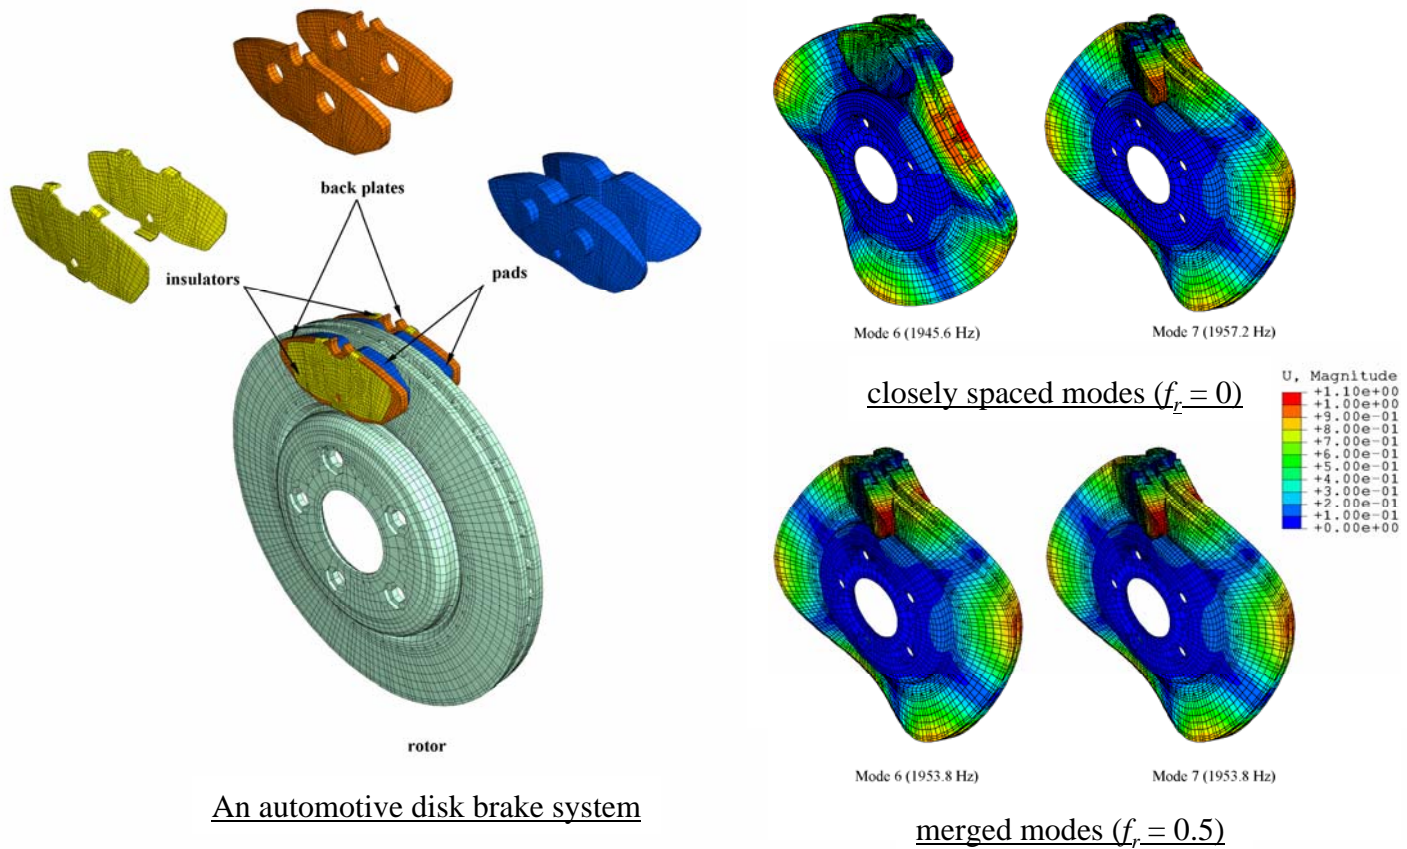 back plates
insulators
pads
rotor
An automotive disk brake system
Mode 6 (1945.6 Hz)
Mode 7 (1957.2 Hz)
closely spaced modes (fr = 0)
U, Magnitude
+1.10e+00
+1.00e+00
+9.00e-01
+8.00e-01
+7.00e-01
+6.00e-01
+5.00e-01
+4.00e-01
+3.00e-01
+2.00e-01
+1.00e-01
+0.00e+00
Mode 6 (1953.8 Hz)
Mode 7 (1953.8 Hz)
merged modes (fr = 0.5)